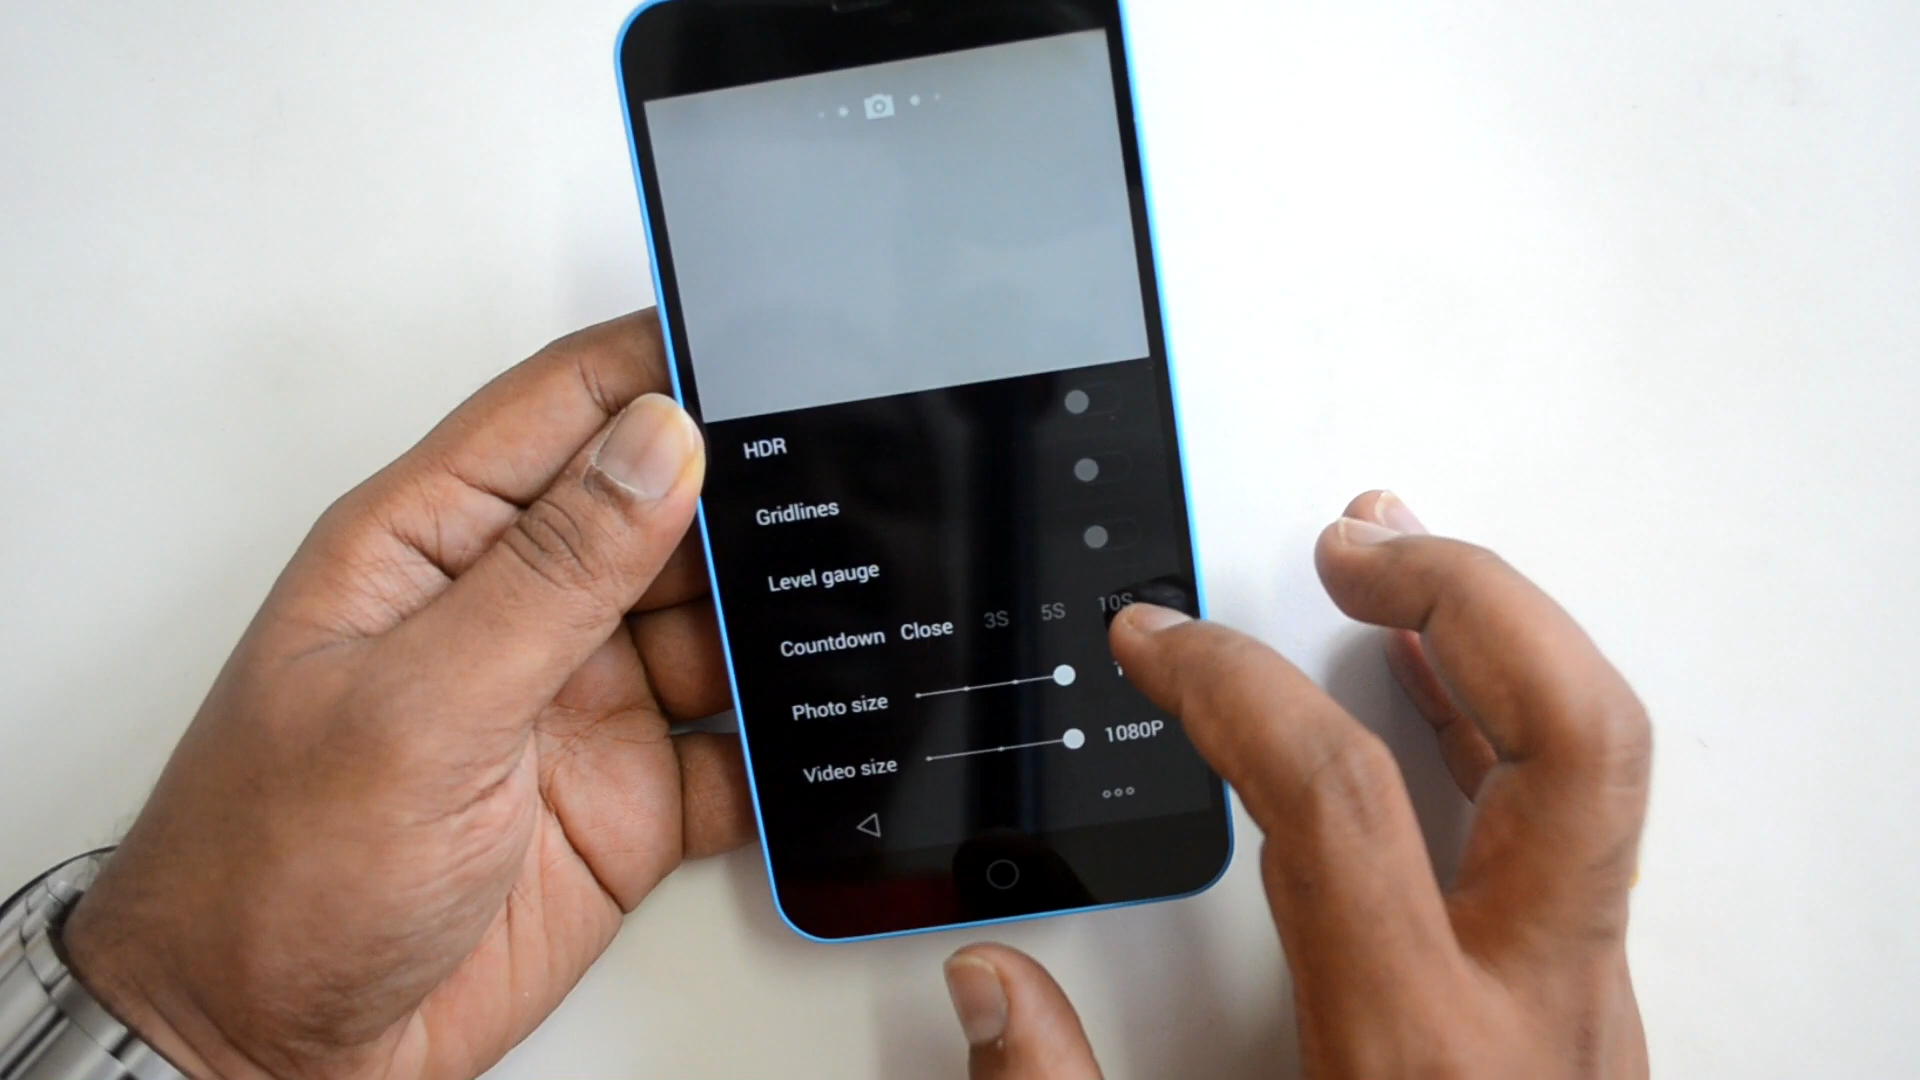 HDR
Gridlines
Level gauge
Countdown Close 3S 5S 10S
Photo size
Video size 1080P